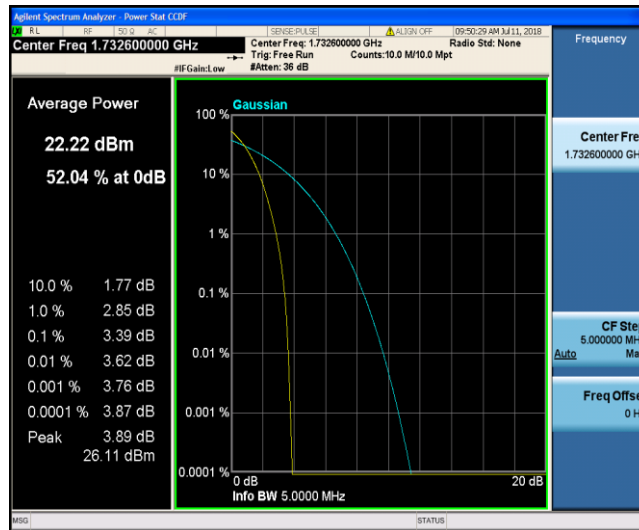 Agilent Spectrum Analyzer - Power Stat CCDF
RL RF 50 Ω AC SENSE:PULSE ALIGN OFF 09:50:29 AM Jul 11, 2018
Center Freq 1.732600000 GHz
Center Freq: 1.732600000 GHz Radio Std: None
Trig: Free Run Counts:10.0 M/10.0 Mpt
#IFGain:Low #Atten: 36 dB
Frequency
Average Power
22.22 dBm
52.04 % at 0dB
10.0 % 1.77 dB
1.0 % 2.85 dB
0.1 % 3.39 dB
0.01 % 3.62 dB
0.001 % 3.76 dB
0.0001 % 3.87 dB
Peak 3.89 dB
26.11 dBm
Gaussian
100 %
10 %
1 %
0.1 %
0.01 %
0.001 %
0.0001 %
0 dB 20 dB
Info BW 5.0000 MHz
Center Fre
1.732600000 GH
CF Ste
5.000000 MH
Auto Ma
Freq Offse
0 H
MSG STATUS